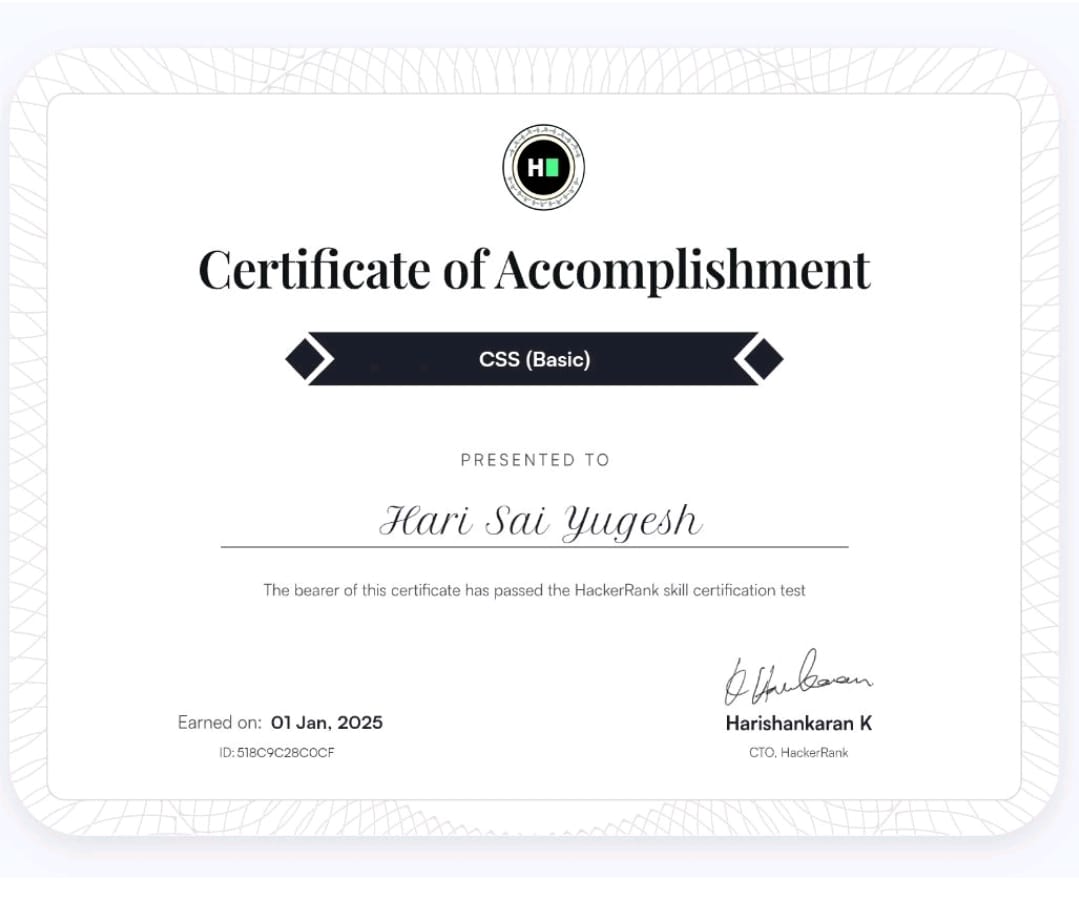 H
Certificate of Accomplishment
CSS (Basic)
PRESENTED TO
Hari Sai Yugesh
The bearer of this certificate has passed the HackerRank skill certification test
Earned on: 01 Jan, 2025
ID: 518C9C28C0CF
Harishankaran K
CTO, HackerRank